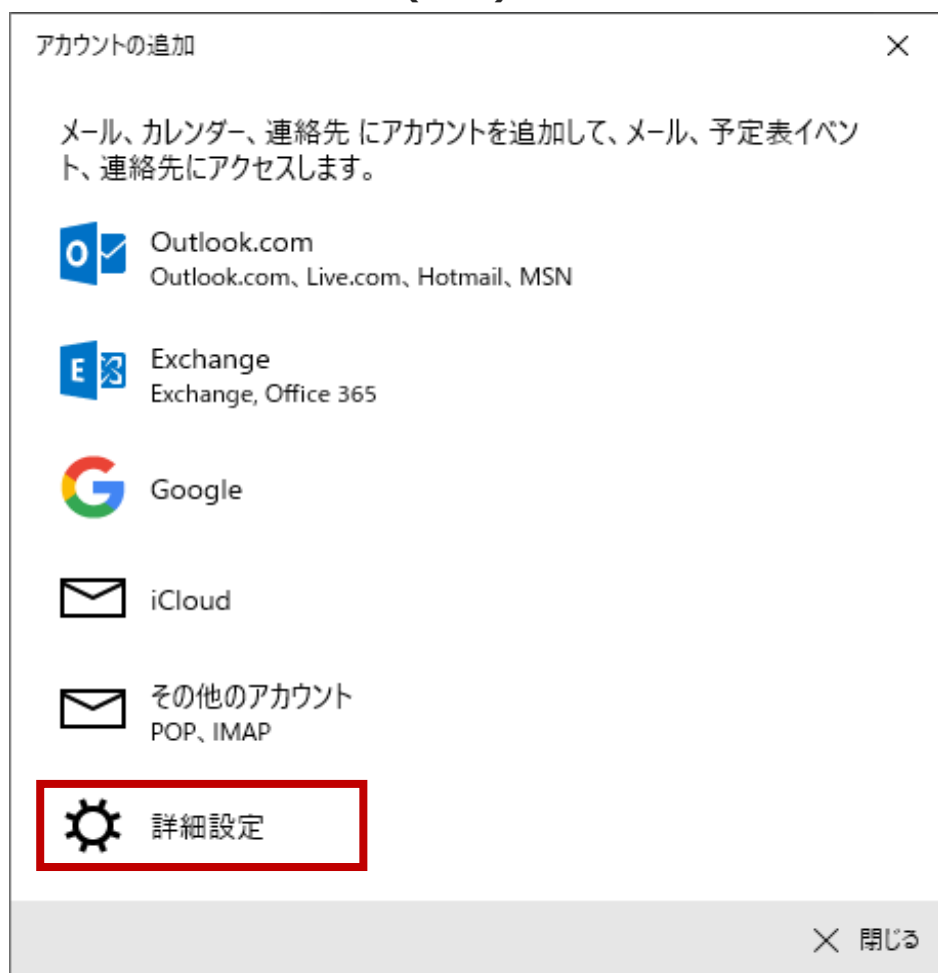 アカウントの追加
メール、カレンダー、連絡先 にアカウントを追加して、メール、予定表イベン
ト、連絡先にアクセスします。
Outlook.com
Outlook.com、Live.com、Hotmail、MSN
Exchange
Exchange, Office 365
Google
iCloud
その他のアカウント
POP、IMAP
詳細設定
閉じる